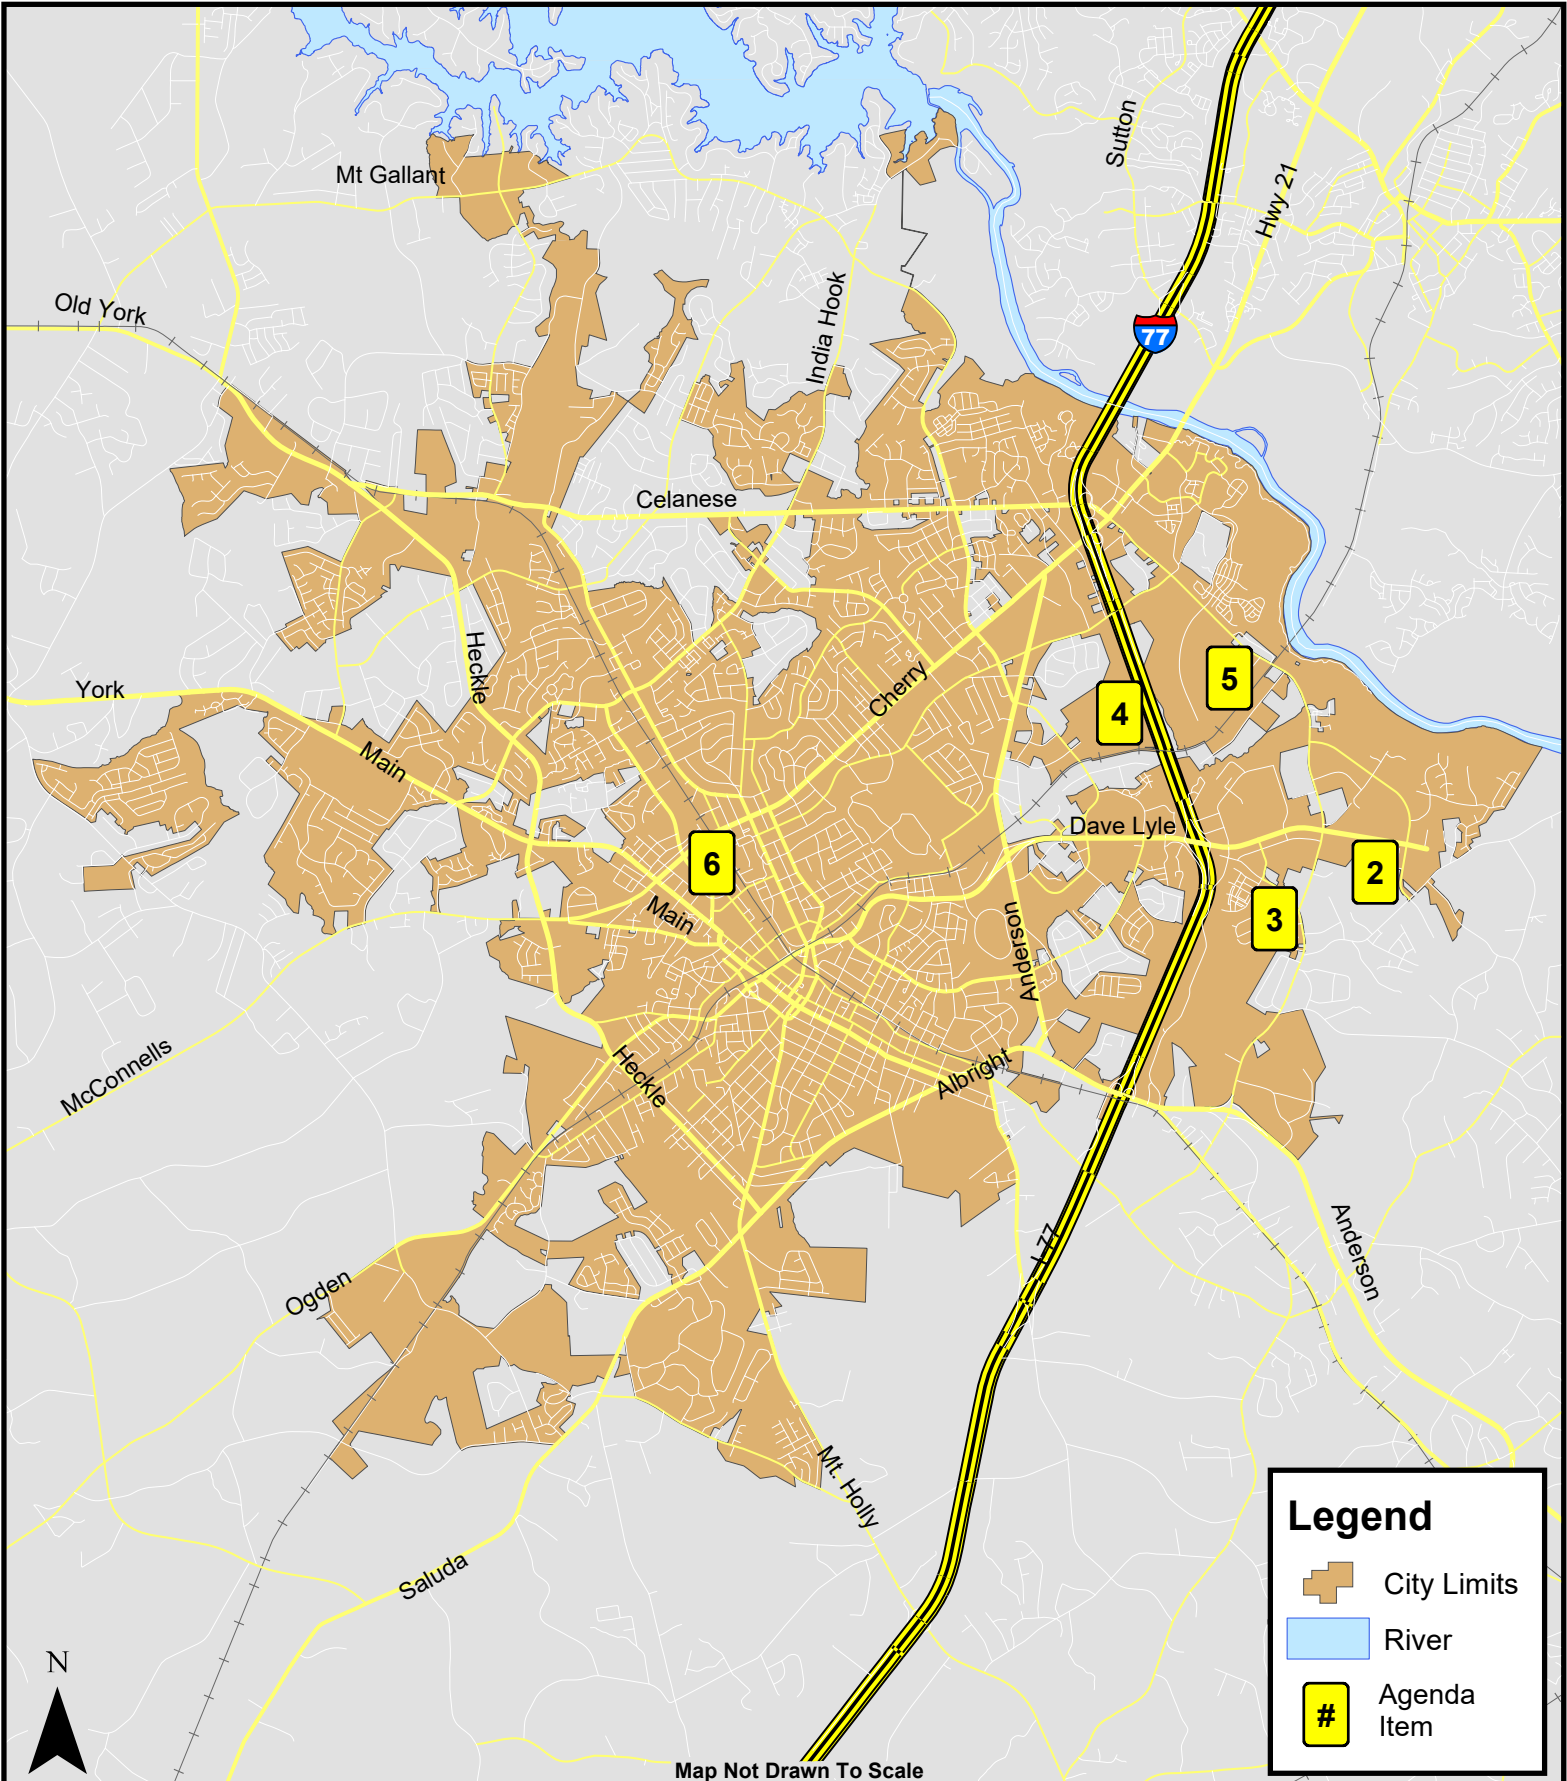 Sutton
Mt Gallant
Hwy 21
Old York
India Hook
77
Celanese
Heckle
York
Cherry
5
4
Main
Dave Lyle
6
2
Main
3
Anderson
McConnells
Heckle
Albright
I-77
Anderson
Ogden
Mt. Holly
Saluda
Legend
City Limits
River
#
Agenda
Item
N
Map Not Drawn To Scale